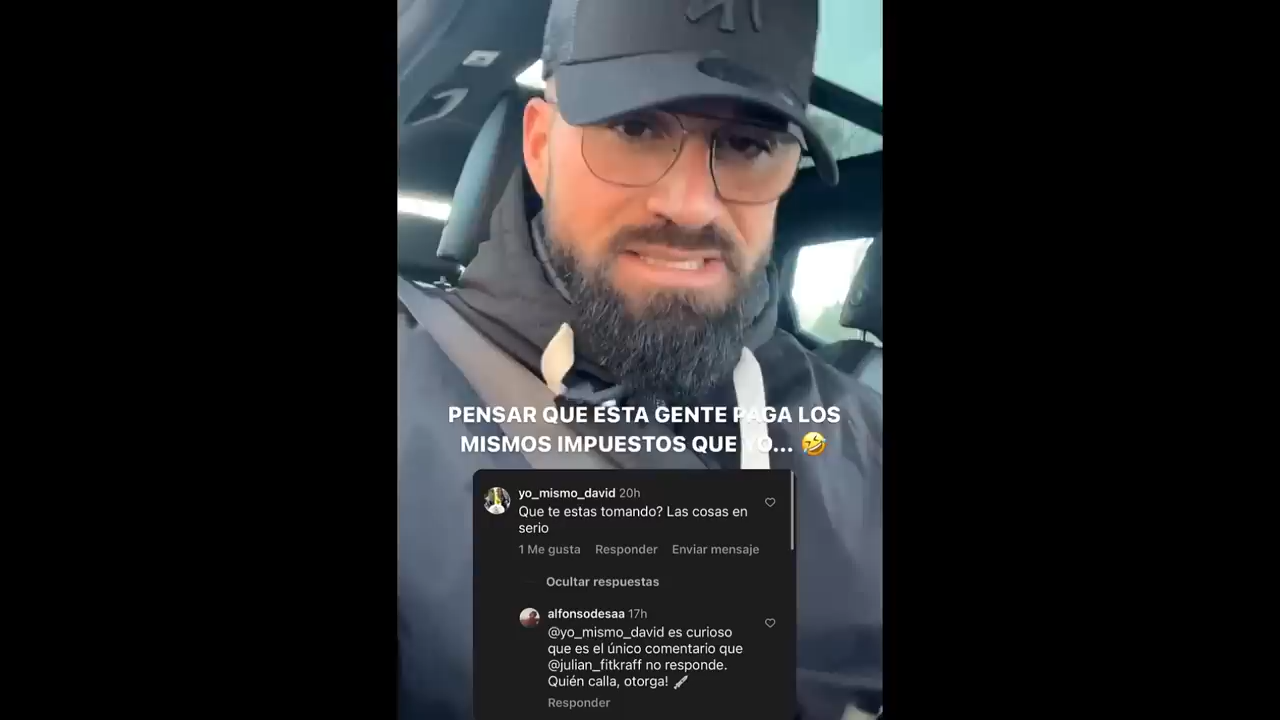 PENSAR QUE ESTA GENTE PAGA LOS
MISMOS IMPUESTOS QUE YO... 🤣
yo_mismo_david 20h
Que te estas tomando? Las cosas en
serio
1 Me gusta Responder Enviar mensaje
Ocultar respuestas
alfonsodesaa 17h
@yo_mismo_david es curioso
que es el único comentario que
@julian_fitkraff no responde.
Quién calla, otorga! 💉
Responder